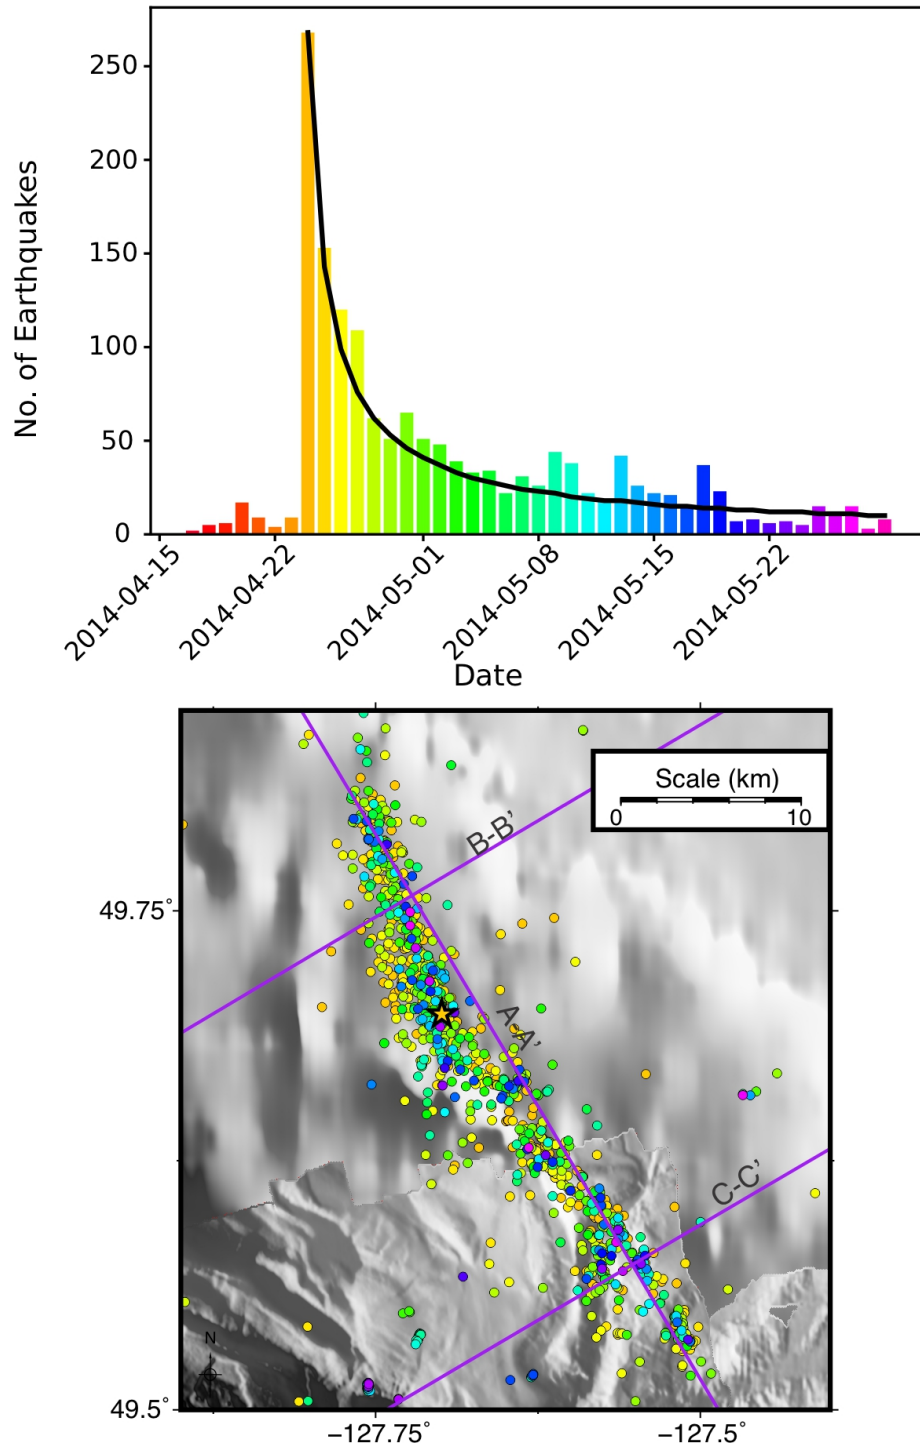 No. of Earthquakes
250
200
150
100
50
0
2014-04-15
2014-04-22
2014-05-01
2014-05-08
2014-05-15
2014-05-22
Date
Scale (km)
0 10
B-B’
49.75°
A-A’
C-C’
N
49.5°
−127.75° −127.5°